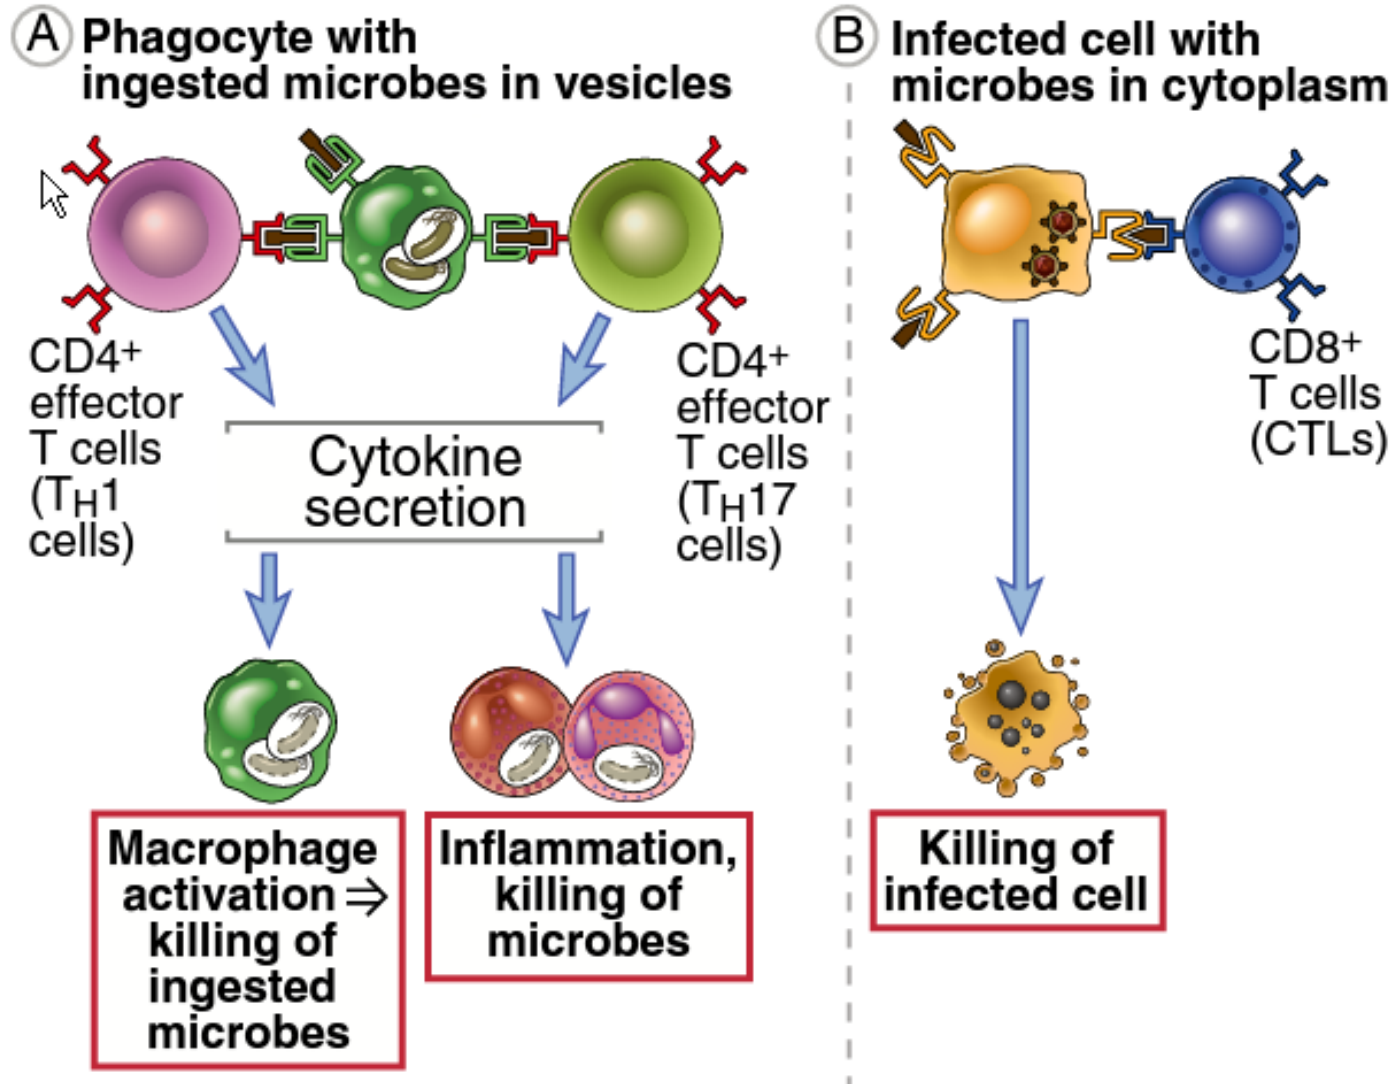 A Phagocyte with
ingested microbes in vesicles
CD4+
effector
T cells
(TH1
cells)
CD4+
effector
T cells
(TH17
cells)
Cytokine
secretion
Macrophage
activation ⇒
killing of
ingested
microbes
Inflammation,
killing of
microbes
B Infected cell with
microbes in cytoplasm
CD8+
T cells
(CTLs)
Killing of
infected cell